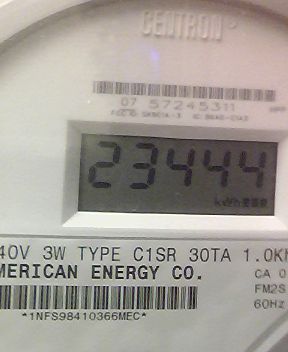 CENTRON
07 57245311
23444
kWh
40V 3W TYPE C1SR 30TA 1.0Kh
MERICAN ENERGY CO.
CA 0
FM2S
60Hz
*1NFS98410366MEC*